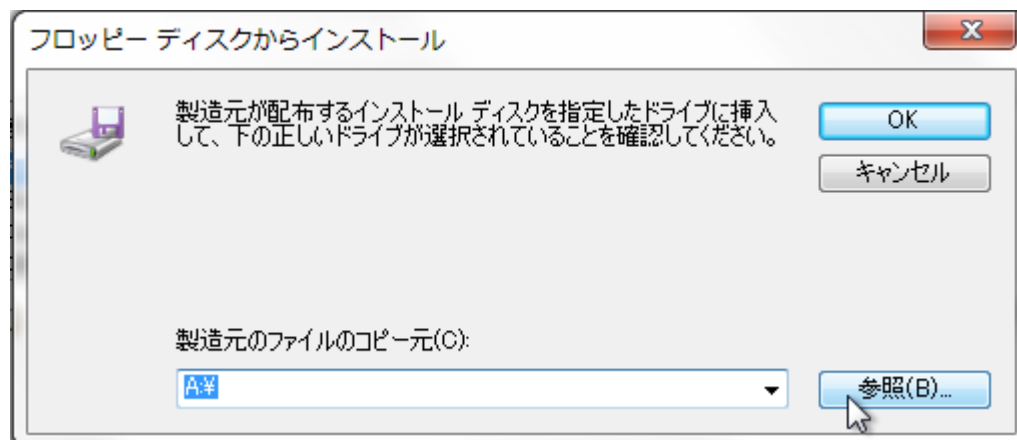 フロッピー ディスクからインストール
製造元が配布するインストール ディスクを指定したドライブに挿入
して、下の正しいドライブが選択されていることを確認してください。
OK
キャンセル
製造元のファイルのコピー元(C):
A:¥
参照(B)...